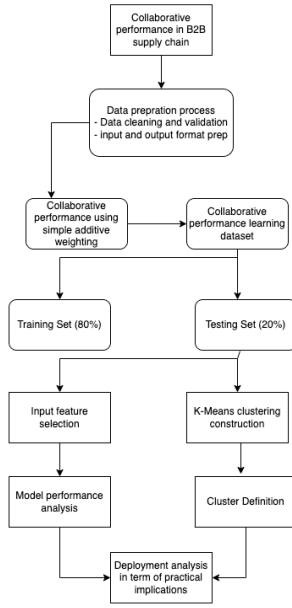 Collaborative
performance in B2B
supply chain
Data prepration process
- Data cleaning and validation
- input and output format prep
Collaborative
performance using
simple additive
weighting
Collaborative
performance learning
dataset
Training Set (80%)
Testing Set (20%)
Input feature
selection
K-Means clustering
construction
Model performance
analysis
Cluster Definition
Deployment analysis
in term of practical
implications